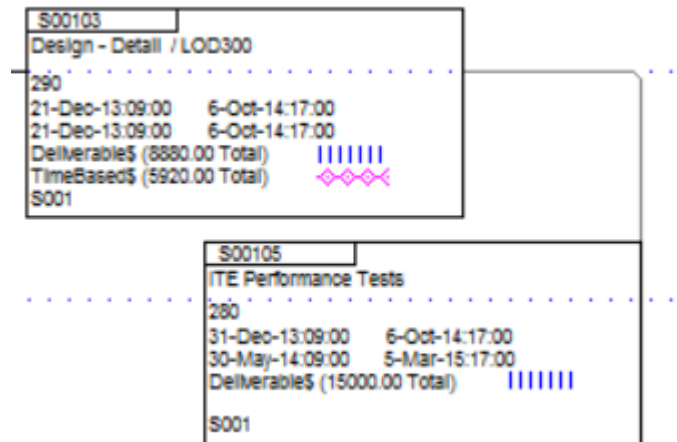 S00103
Design - Detail / LOD300
290
21-Dec-13:09:00 6-Oct-14:17:00
21-Dec-13:09:00 6-Oct-14:17:00
Deliverable$ (8880.00 Total)
TimeBased$ (5920.00 Total)
S001
S00105
ITE Performance Tests
280
31-Dec-13:09:00 6-Oct-14:17:00
30-May-14:09:00 5-Mar-15:17:00
Deliverable$ (15000.00 Total)
S001